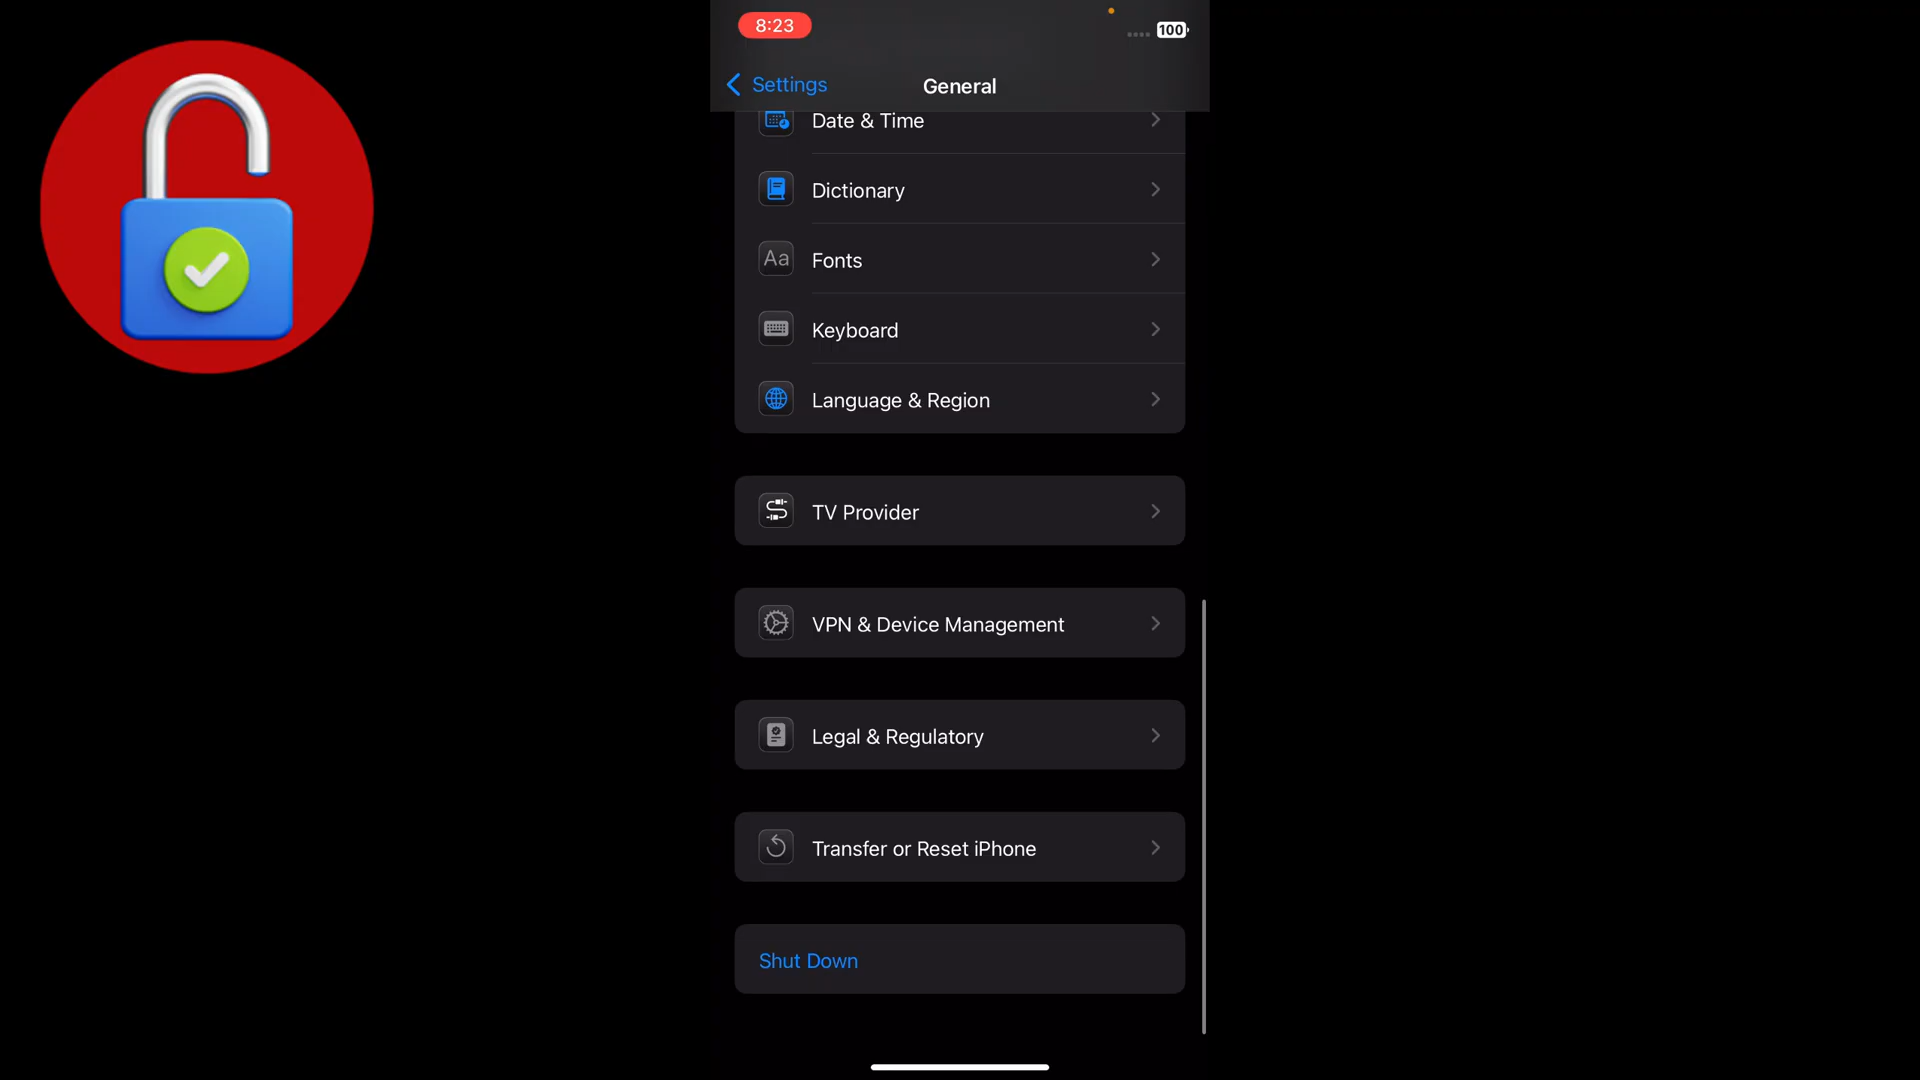 8:23
100
Settings
General
Date & Time
Dictionary
Aa
Fonts
Keyboard
Language & Region
TV Provider
VPN & Device Management
Legal & Regulatory
Transfer or Reset iPhone
Shut Down